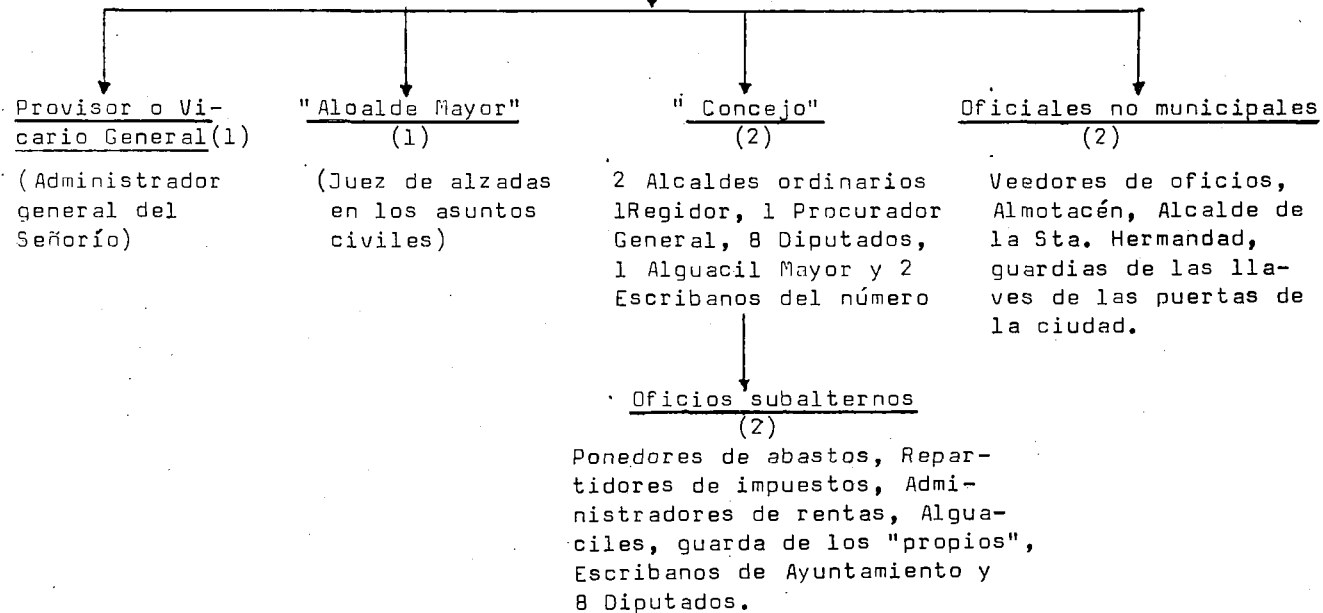 Provisor o Vi-
cario General(1)
(Administrador
general del
Señorío)
"Aloalde Mayor"
(1)
(Juez de alzadas
en los asuntos
civiles)
" Concejo"
(2)
2 Alcaldes ordinarios
1Regidor, 1 Procurador
General, 8 Diputados,
1 Alguacil Mayor y 2
Escribanos del número
Oficiales no municipales
(2)
Veedores de oficios,
Almotacén, Alcalde de
la Sta. Hermandad,
guardias de las lla-
ves de las puertas de
la ciudad.
Oficios subalternos
(2)
Ponedores de abastos, Repar-
tidores de impuestos, Admi-
nistradores de rentas, Algua-
ciles, guarda de los "propios",
Escribanos de Ayuntamiento y
8 Diputados.